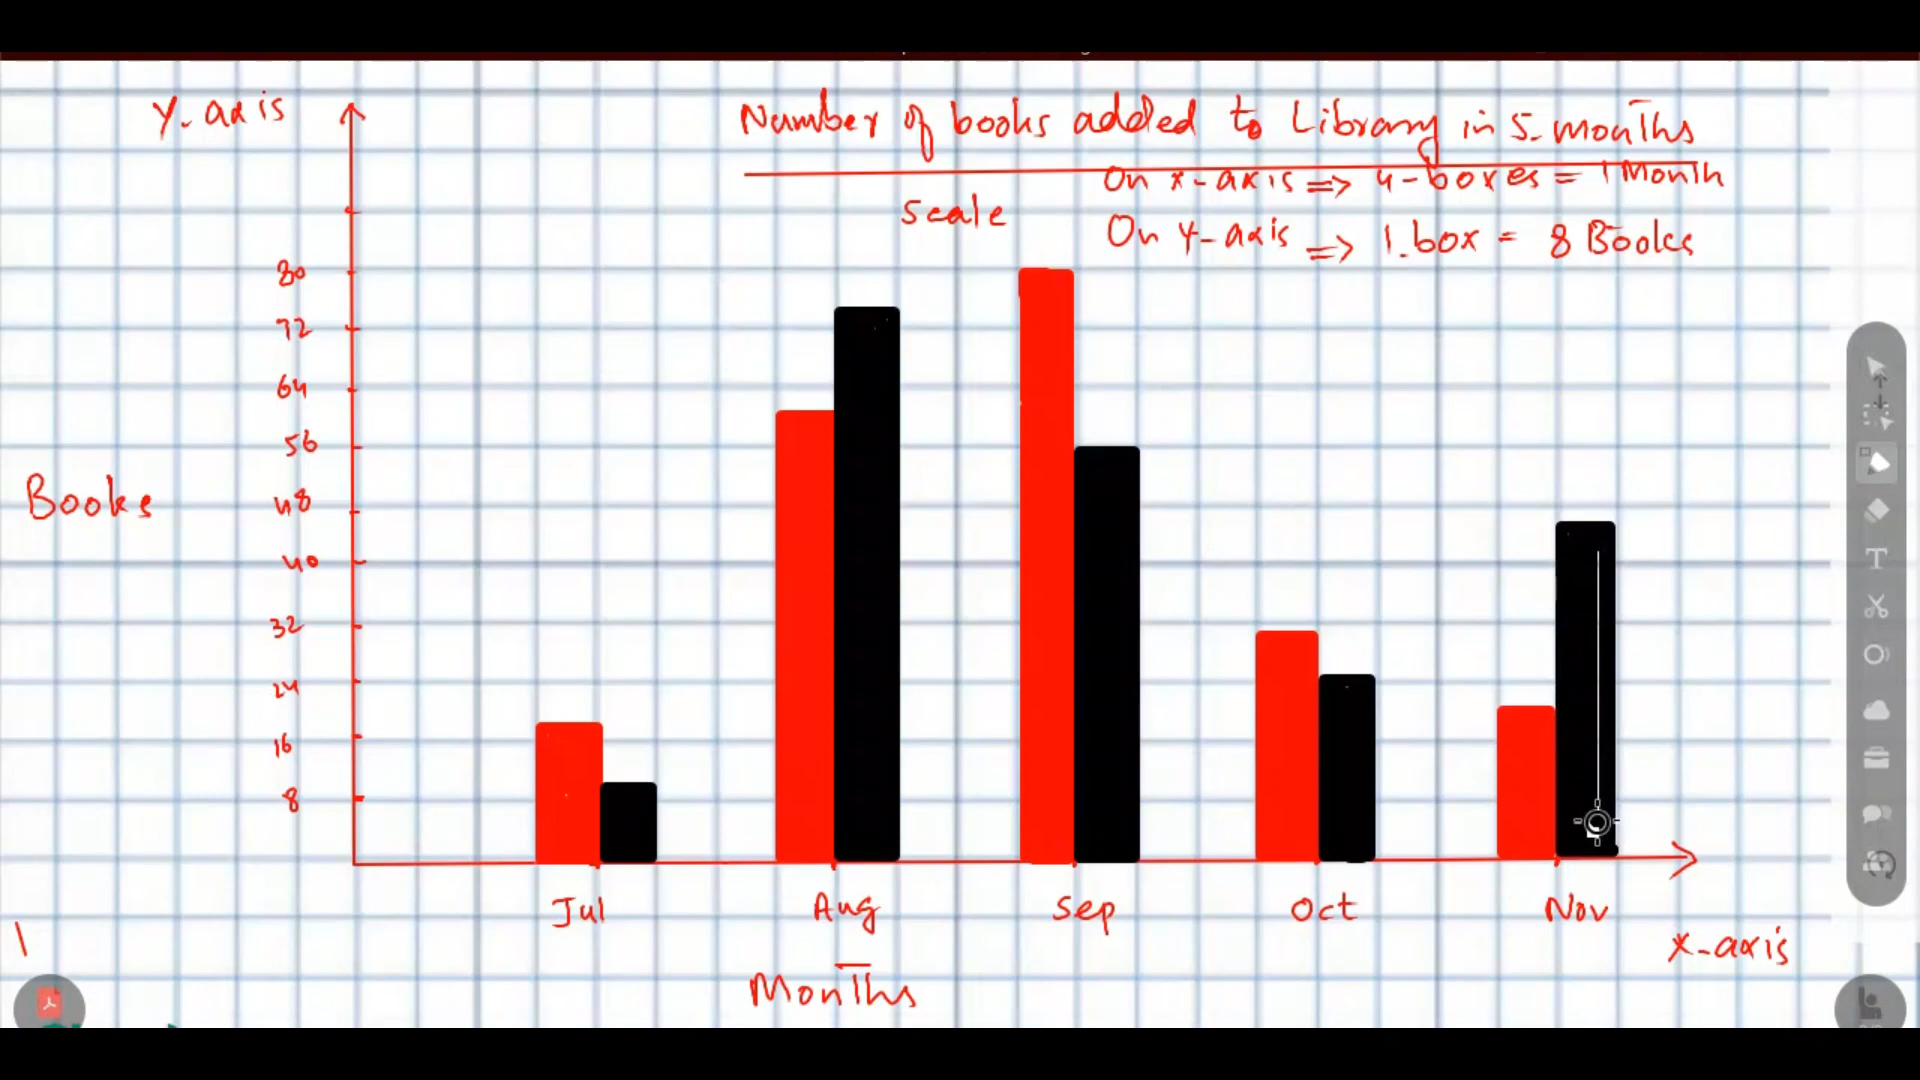 Y-axis
Number of books added to Library in 5-months
Scale
On x-axis => 4-boxes = 1 Month
On Y-axis => 1-box = 8 Books
80
72
64
56
48
40
32
24
16
8
Books
Jul Aug Sep Oct Nov
x-axis
Months